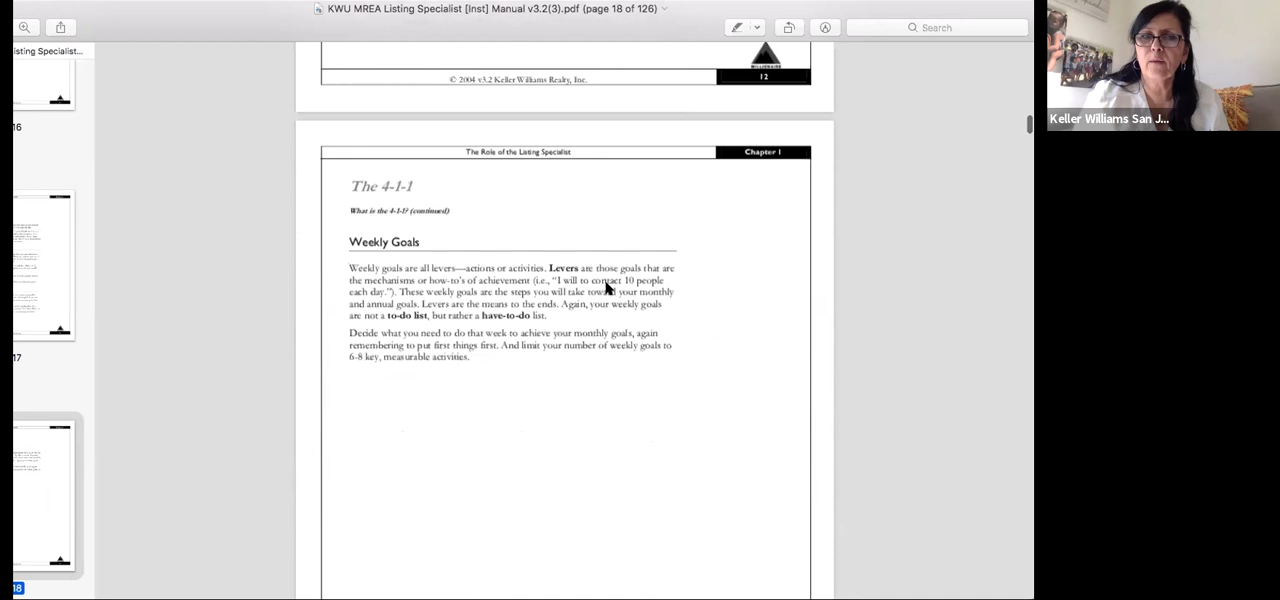 KWU MREA Listing Specialist [Inst] Manual v3.2(3).pdf (page 18 of 126)
Search
isting Specialist...
16
17
18
MILLIONAIRE
© 2004 v3.2 Keller Williams Realty, Inc.
12
The Role of the Listing Specialist
Chapter 1
The 4-1-1
What is the 4-1-1? (continued)
Weekly Goals
Weekly goals are all levers—actions or activities. Levers are those goals that are
the mechanisms or how-to's of achievement (i.e., "I will to contact 10 people
each day."). These weekly goals are the steps you will take toward your monthly
and annual goals. Levers are the means to the ends. Again, your weekly goals
are not a to-do list, but rather a have-to-do list.
Decide what you need to do that week to achieve your monthly goals, again
remembering to put first things first. And limit your number of weekly goals to
6-8 key, measurable activities.
Keller Williams San J...